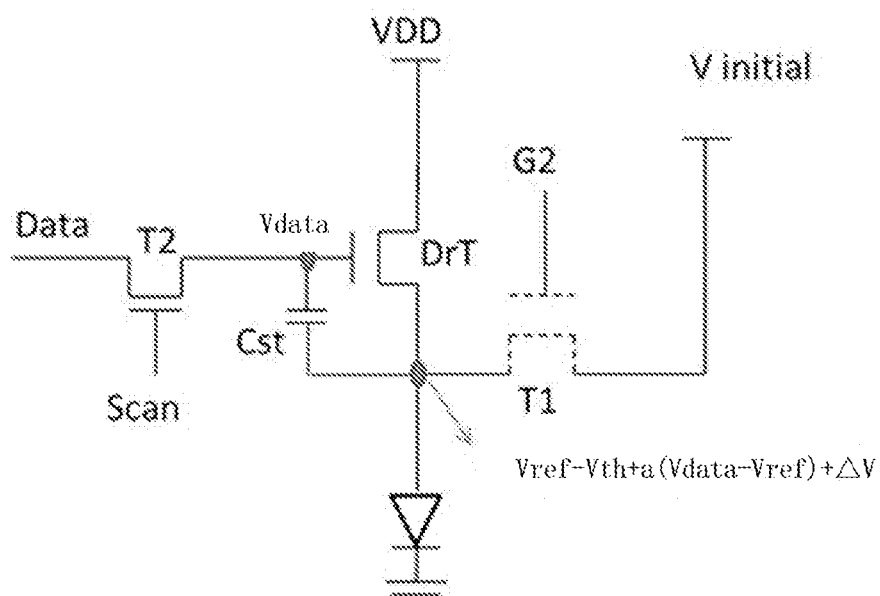 VDD
V initial
G2
Data
T2
Vdata
DrT
Cst
T1
Scan
Vref-Vth+a(Vdata-Vref)+△V